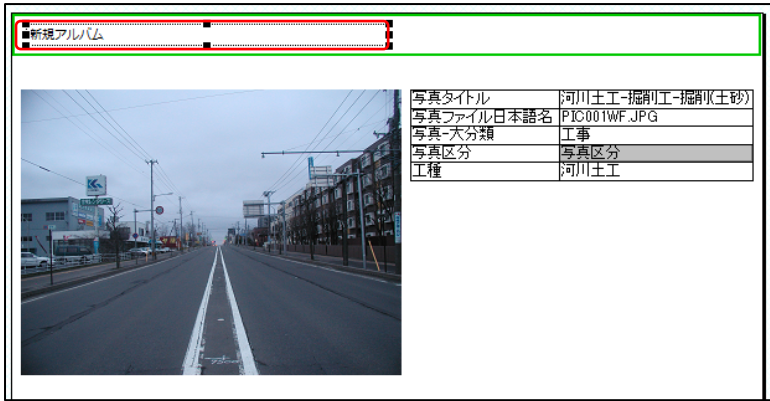 新規アルバム
写真タイトル 河川土工-掘削工-掘削(土砂)
写真ファイル日本語名 PIC001WF.JPG
写真-大分類 工事
写真区分 写真区分
工種 河川土工